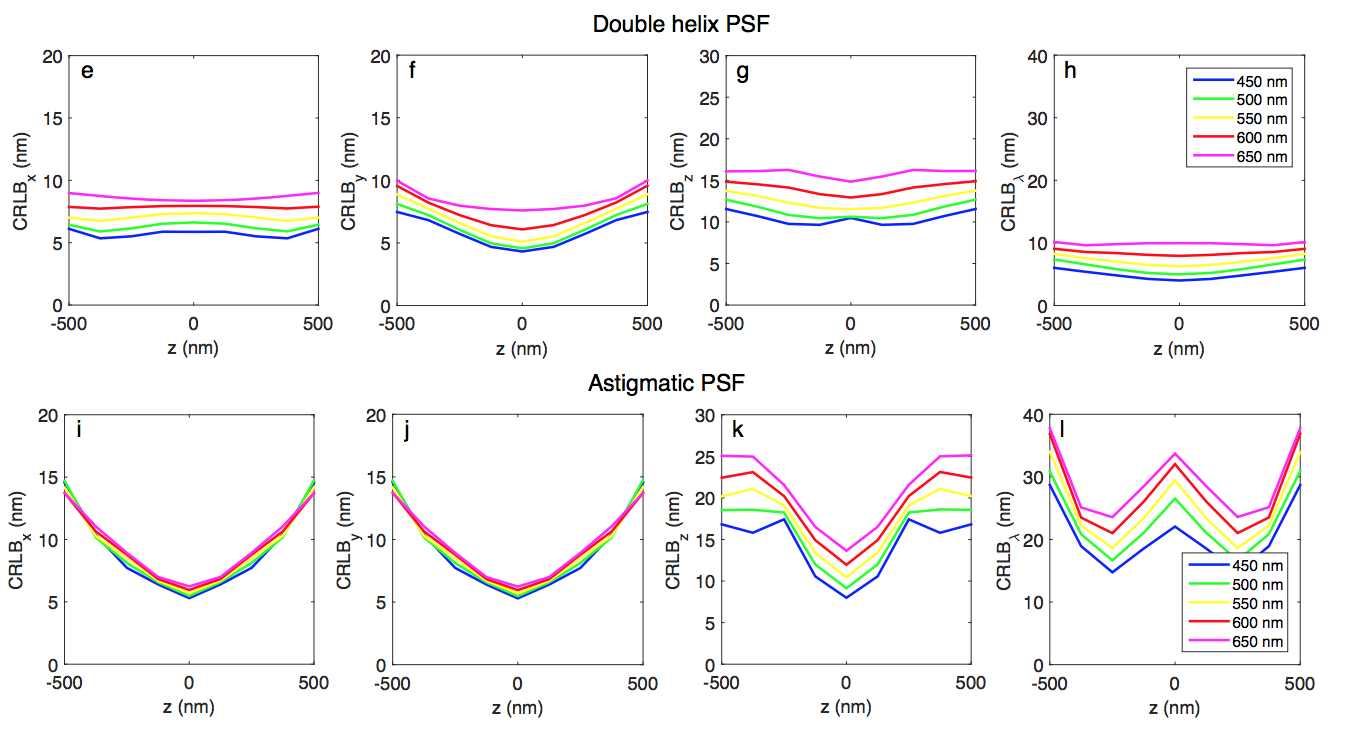 Double helix PSF
e
20
15
10
5
0
-500 0 500
z (nm)
CRLBx (nm)
f
20
15
10
5
0
-500 0 500
z (nm)
CRLBy (nm)
g
30
25
20
15
10
5
0
-500 0 500
z (nm)
CRLBz (nm)
h
40
30
20
10
0
-500 0 500
z (nm)
CRLBλ (nm)
450 nm
500 nm
550 nm
600 nm
650 nm
Astigmatic PSF
i
20
15
10
5
0
-500 0 500
z (nm)
CRLBx (nm)
j
20
15
10
5
0
-500 0 500
z (nm)
CRLBy (nm)
k
30
25
20
15
10
5
0
-500 0 500
z (nm)
CRLBz (nm)
l
40
30
20
10
0
-500 0 500
z (nm)
CRLBλ (nm)
450 nm
500 nm
550 nm
600 nm
650 nm